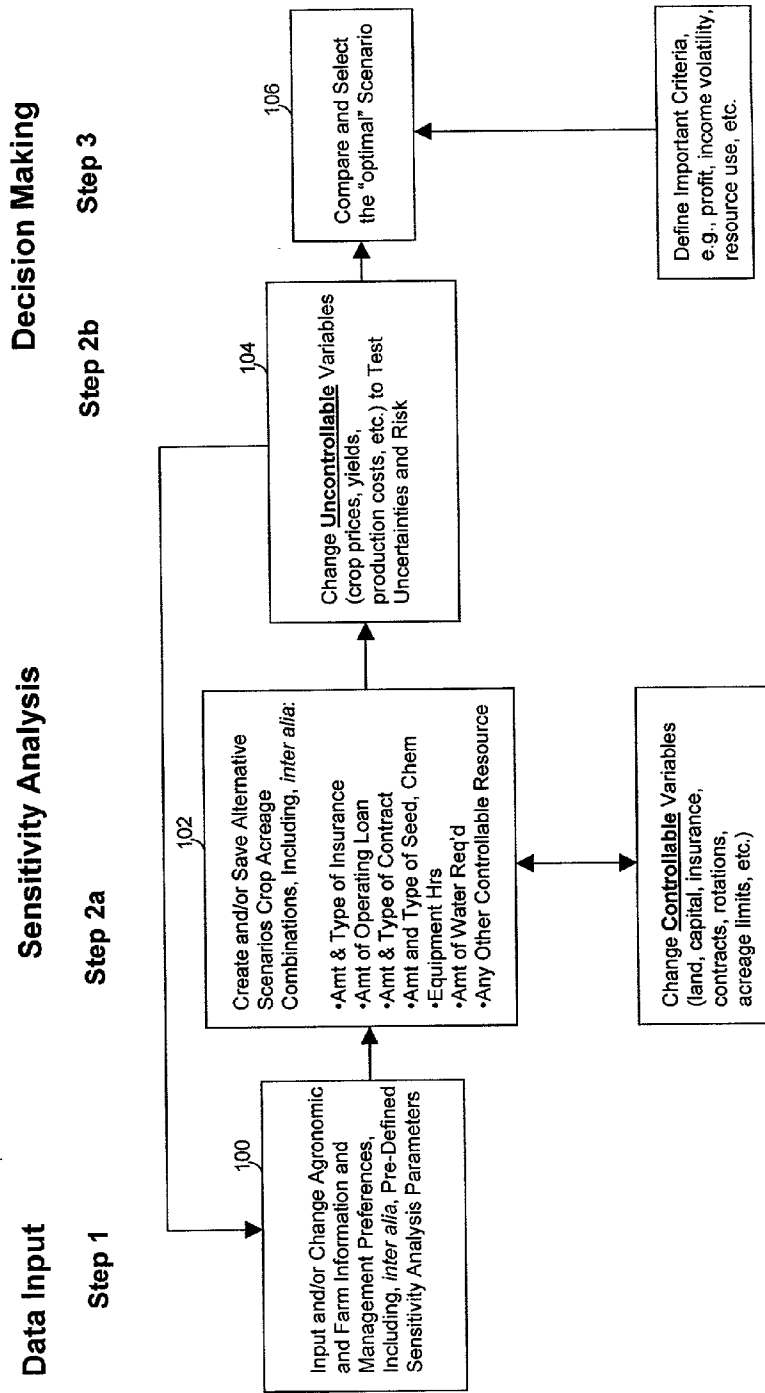 Data Input
Sensitivity Analysis
Decision Making
Step 1
Step 2a
Step 2b
Step 3
100
Input and/or Change Agronomic
and Farm Information and
Management Preferences,
Including, inter alia, Pre-Defined
Sensitivity Analysis Parameters
102
Create and/or Save Alternative
Scenarios Crop Acreage
Combinations, Including, inter alia:
•Amt & Type of Insurance
•Amt of Operating Loan
•Amt & Type of Contract
•Amt and Type of Seed, Chem
•Equipment Hrs
•Amt of Water Req'd
•Any Other Controllable Resource
Change Controllable Variables
(land, capital, insurance,
contracts, rotations,
acreage limits, etc.)
104
Change Uncontrollable Variables
(crop prices, yields,
production costs, etc.) to Test
Uncertainties and Risk
106
Compare and Select
the “optimal” Scenario
Define Important Criteria,
e.g., profit, income volatility,
resource use, etc.